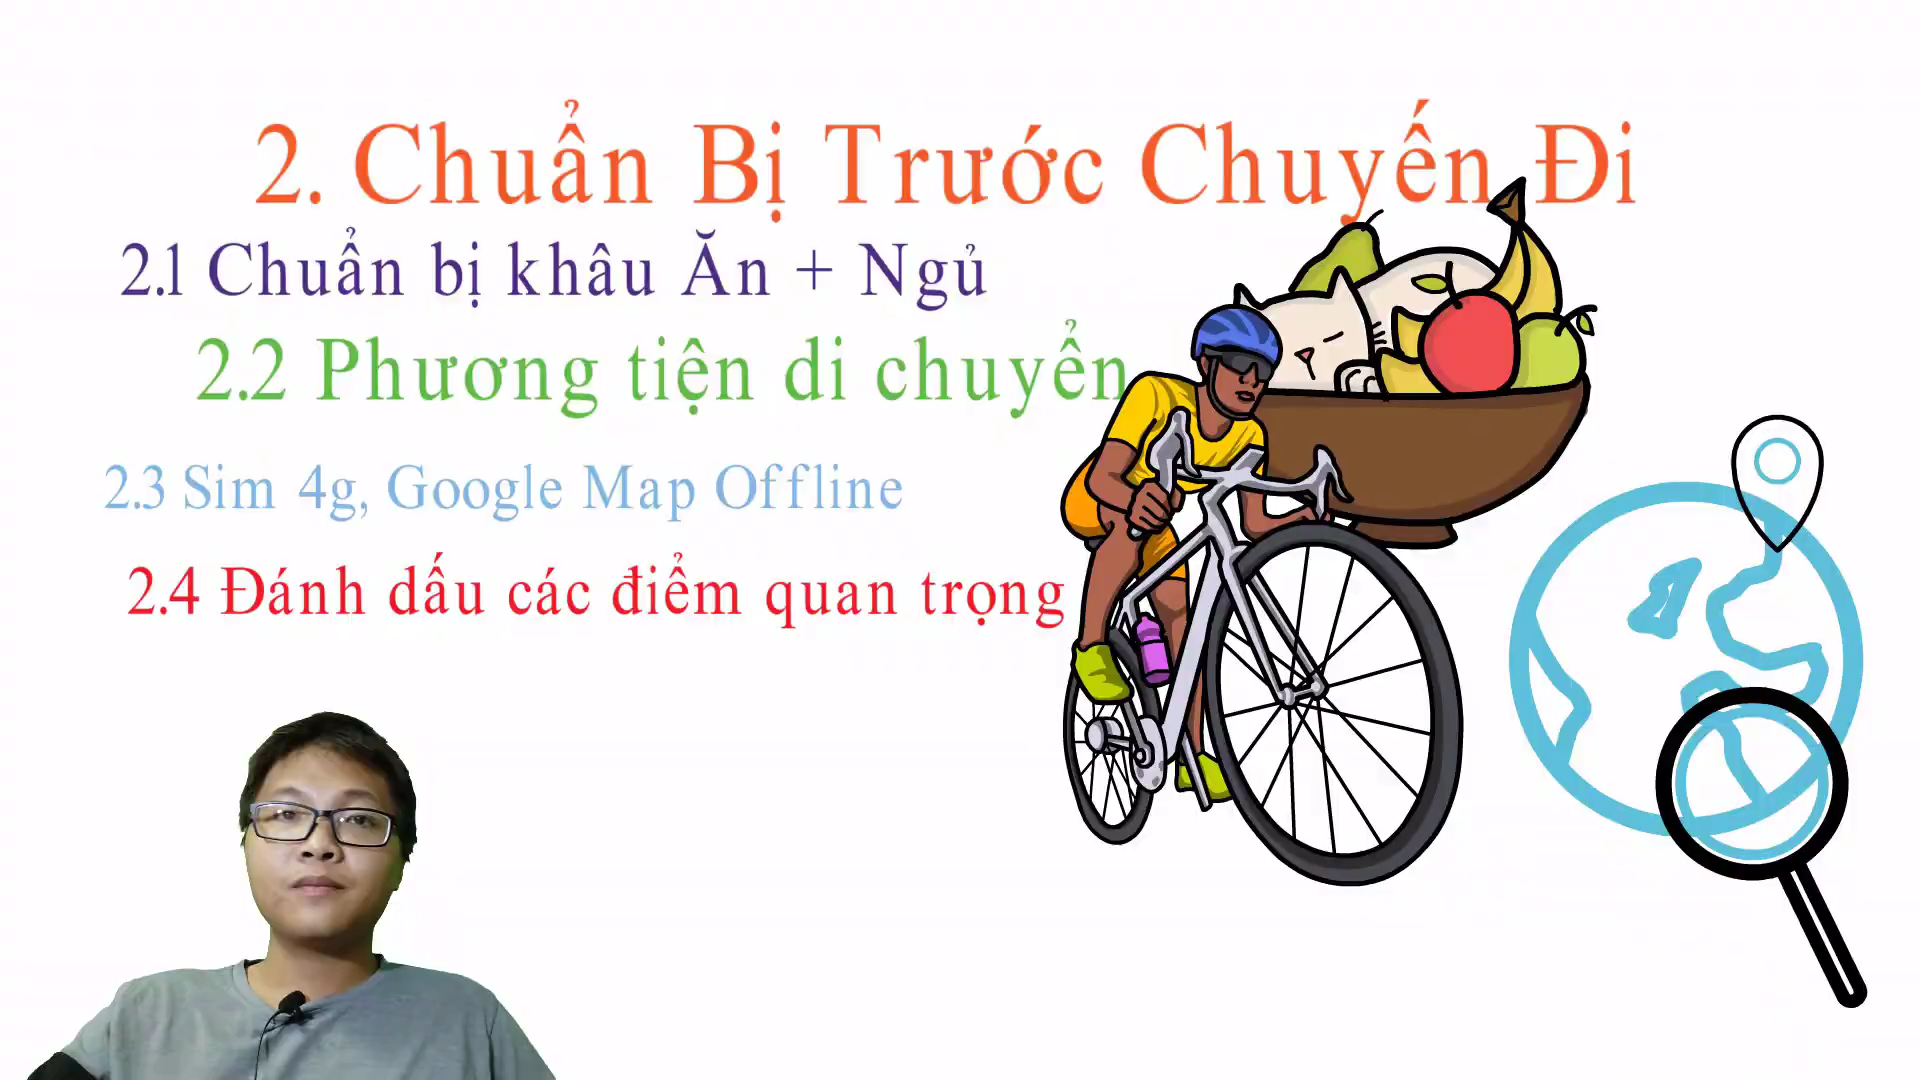 2. Chuẩn Bị Trước Chuyến Đi
2.1 Chuẩn bị khâu Ăn + Ngủ
2.2 Phương tiện di chuyển
2.3 Sim 4g, Google Map Offline
2.4 Đánh dấu các điểm quan trọng